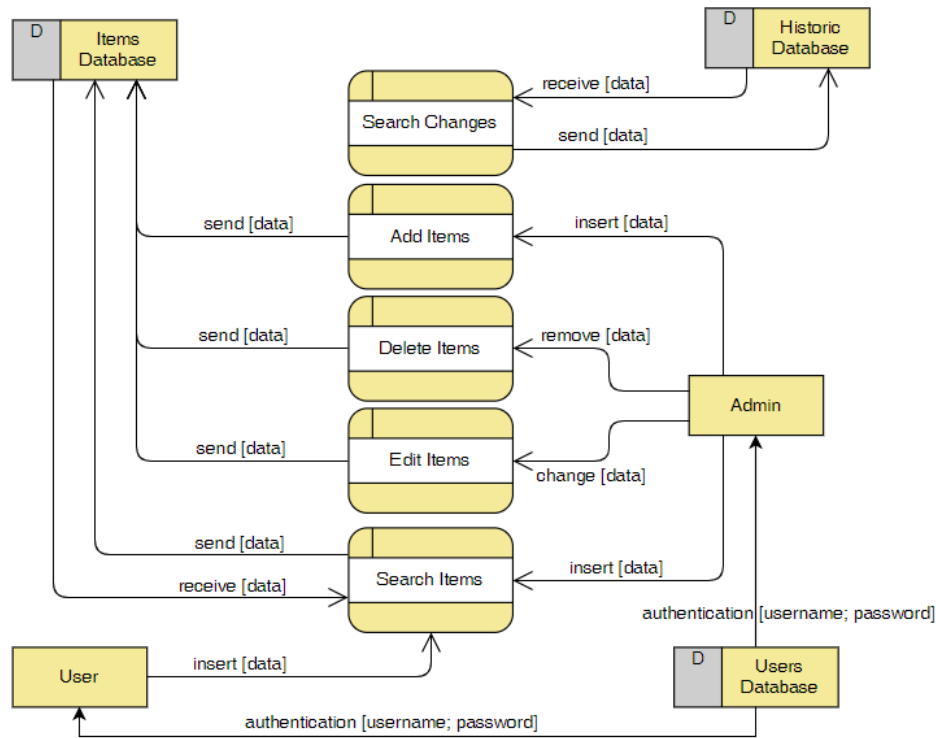 D
Items
Database
D
Historic
Database
receive [data]
Search Changes
send [data]
send [data]
Add Items
insert [data]
send [data]
Delete Items
remove [data]
Admin
send [data]
Edit Items
change [data]
send [data]
Search Items
insert [data]
receive [data]
authentication [username; password]
User
insert [data]
D
Users
Database
authentication [username; password]